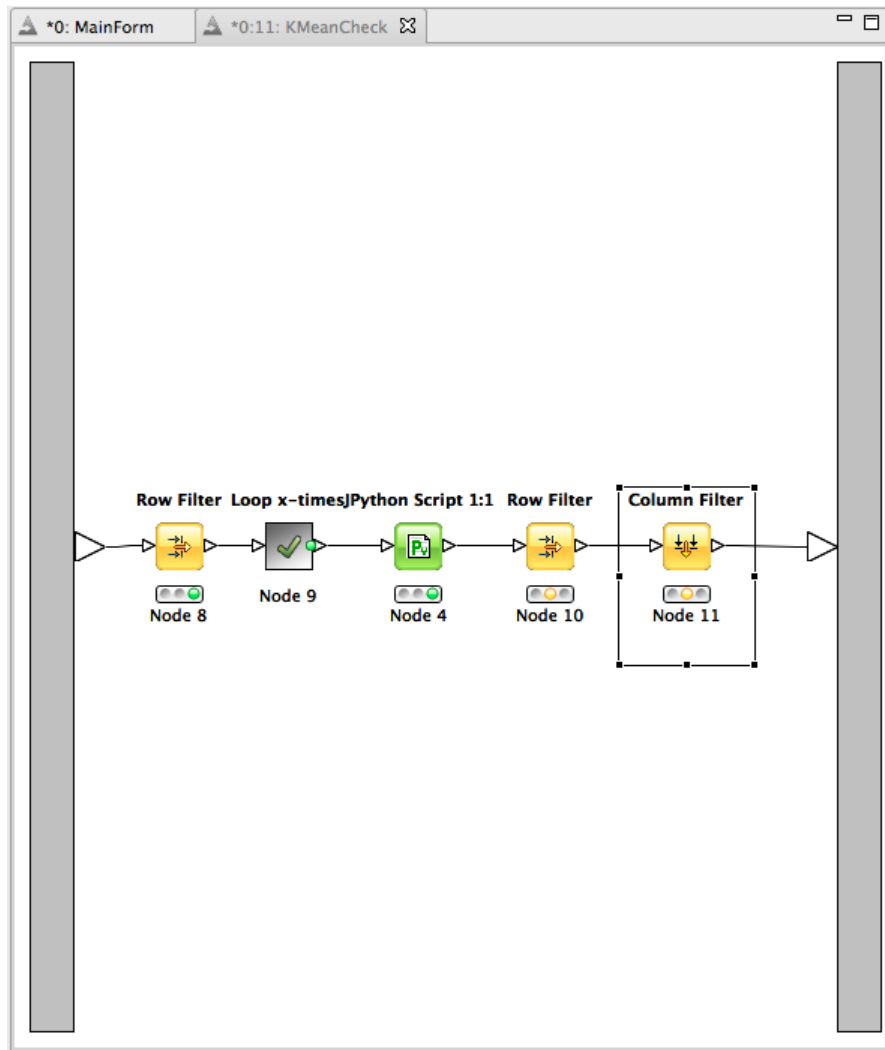 *0: MainForm
*0:11: KMeanCheck
Row Filter Loop x-times JPython Script 1:1 Row Filter Column Filter
Node 8 Node 9 Node 4 Node 10 Node 11